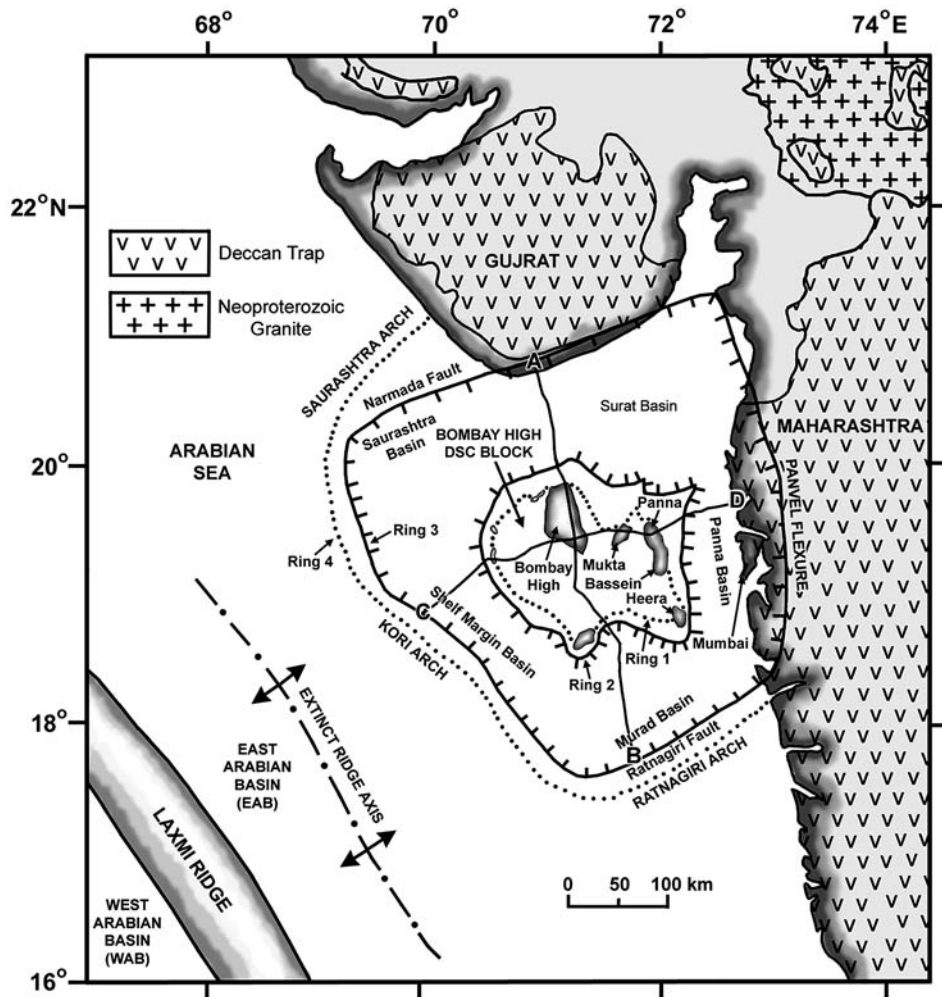 68°
70°
72°
74°E
22°N
20°
18°
16°
Deccan Trap
Neoproterozoic
Granite
GUJRAT
SAURASHTRA ARCH
Narmada Fault
A
Surat Basin
Saurashtra
Basin
BOMBAY HIGH
DSC BLOCK
MAHARASHTRA
ARABIAN
SEA
PANVEL FLEXURE
D
Panna
Ring 3
Ring 4
Bombay
High
Mukta
Bassein
Heera
Panna Basin
C
Shelf Margin Basin
KORI ARCH
Ring 1
Ring 2
Mumbai
Murad Basin
B
Ratnagiri Fault
RATNAGIRI ARCH
EXTINCT RIDGE AXIS
EAST
ARABIAN
BASIN
(EAB)
LAXMI RIDGE
WEST
ARABIAN
BASIN
(WAB)
0 50 100 km